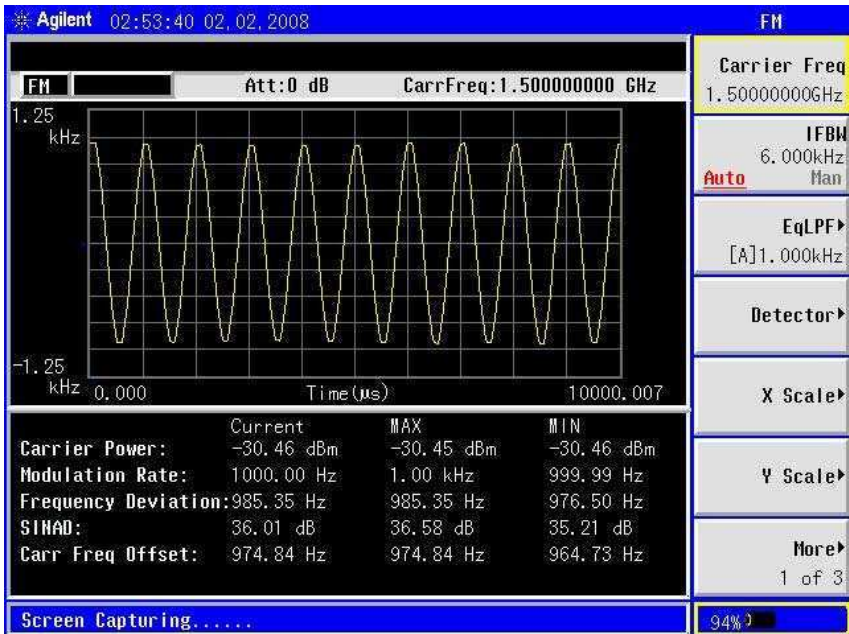 Agilent 02:53:40 02,02,2008 FM
FM Att:0 dB CarrFreq:1.500000000 GHz
1.25
kHz
-1.25
kHz 0.000 Time(µs) 10000.007
Current MAX MIN
Carrier Power: -30.46 dBm -30.45 dBm -30.46 dBm
Modulation Rate: 1000.00 Hz 1.00 kHz 999.99 Hz
Frequency Deviation:985.35 Hz 985.35 Hz 976.50 Hz
SINAD: 36.01 dB 36.58 dB 35.21 dB
Carr Freq Offset: 974.84 Hz 974.84 Hz 964.73 Hz
Screen Capturing......
Carrier Freq
1.50000000GHz
IFBW
6.000kHz
Auto Man
EqLPF
[A]1.000kHz
Detector
X Scale
Y Scale
More
1 of 3
94%